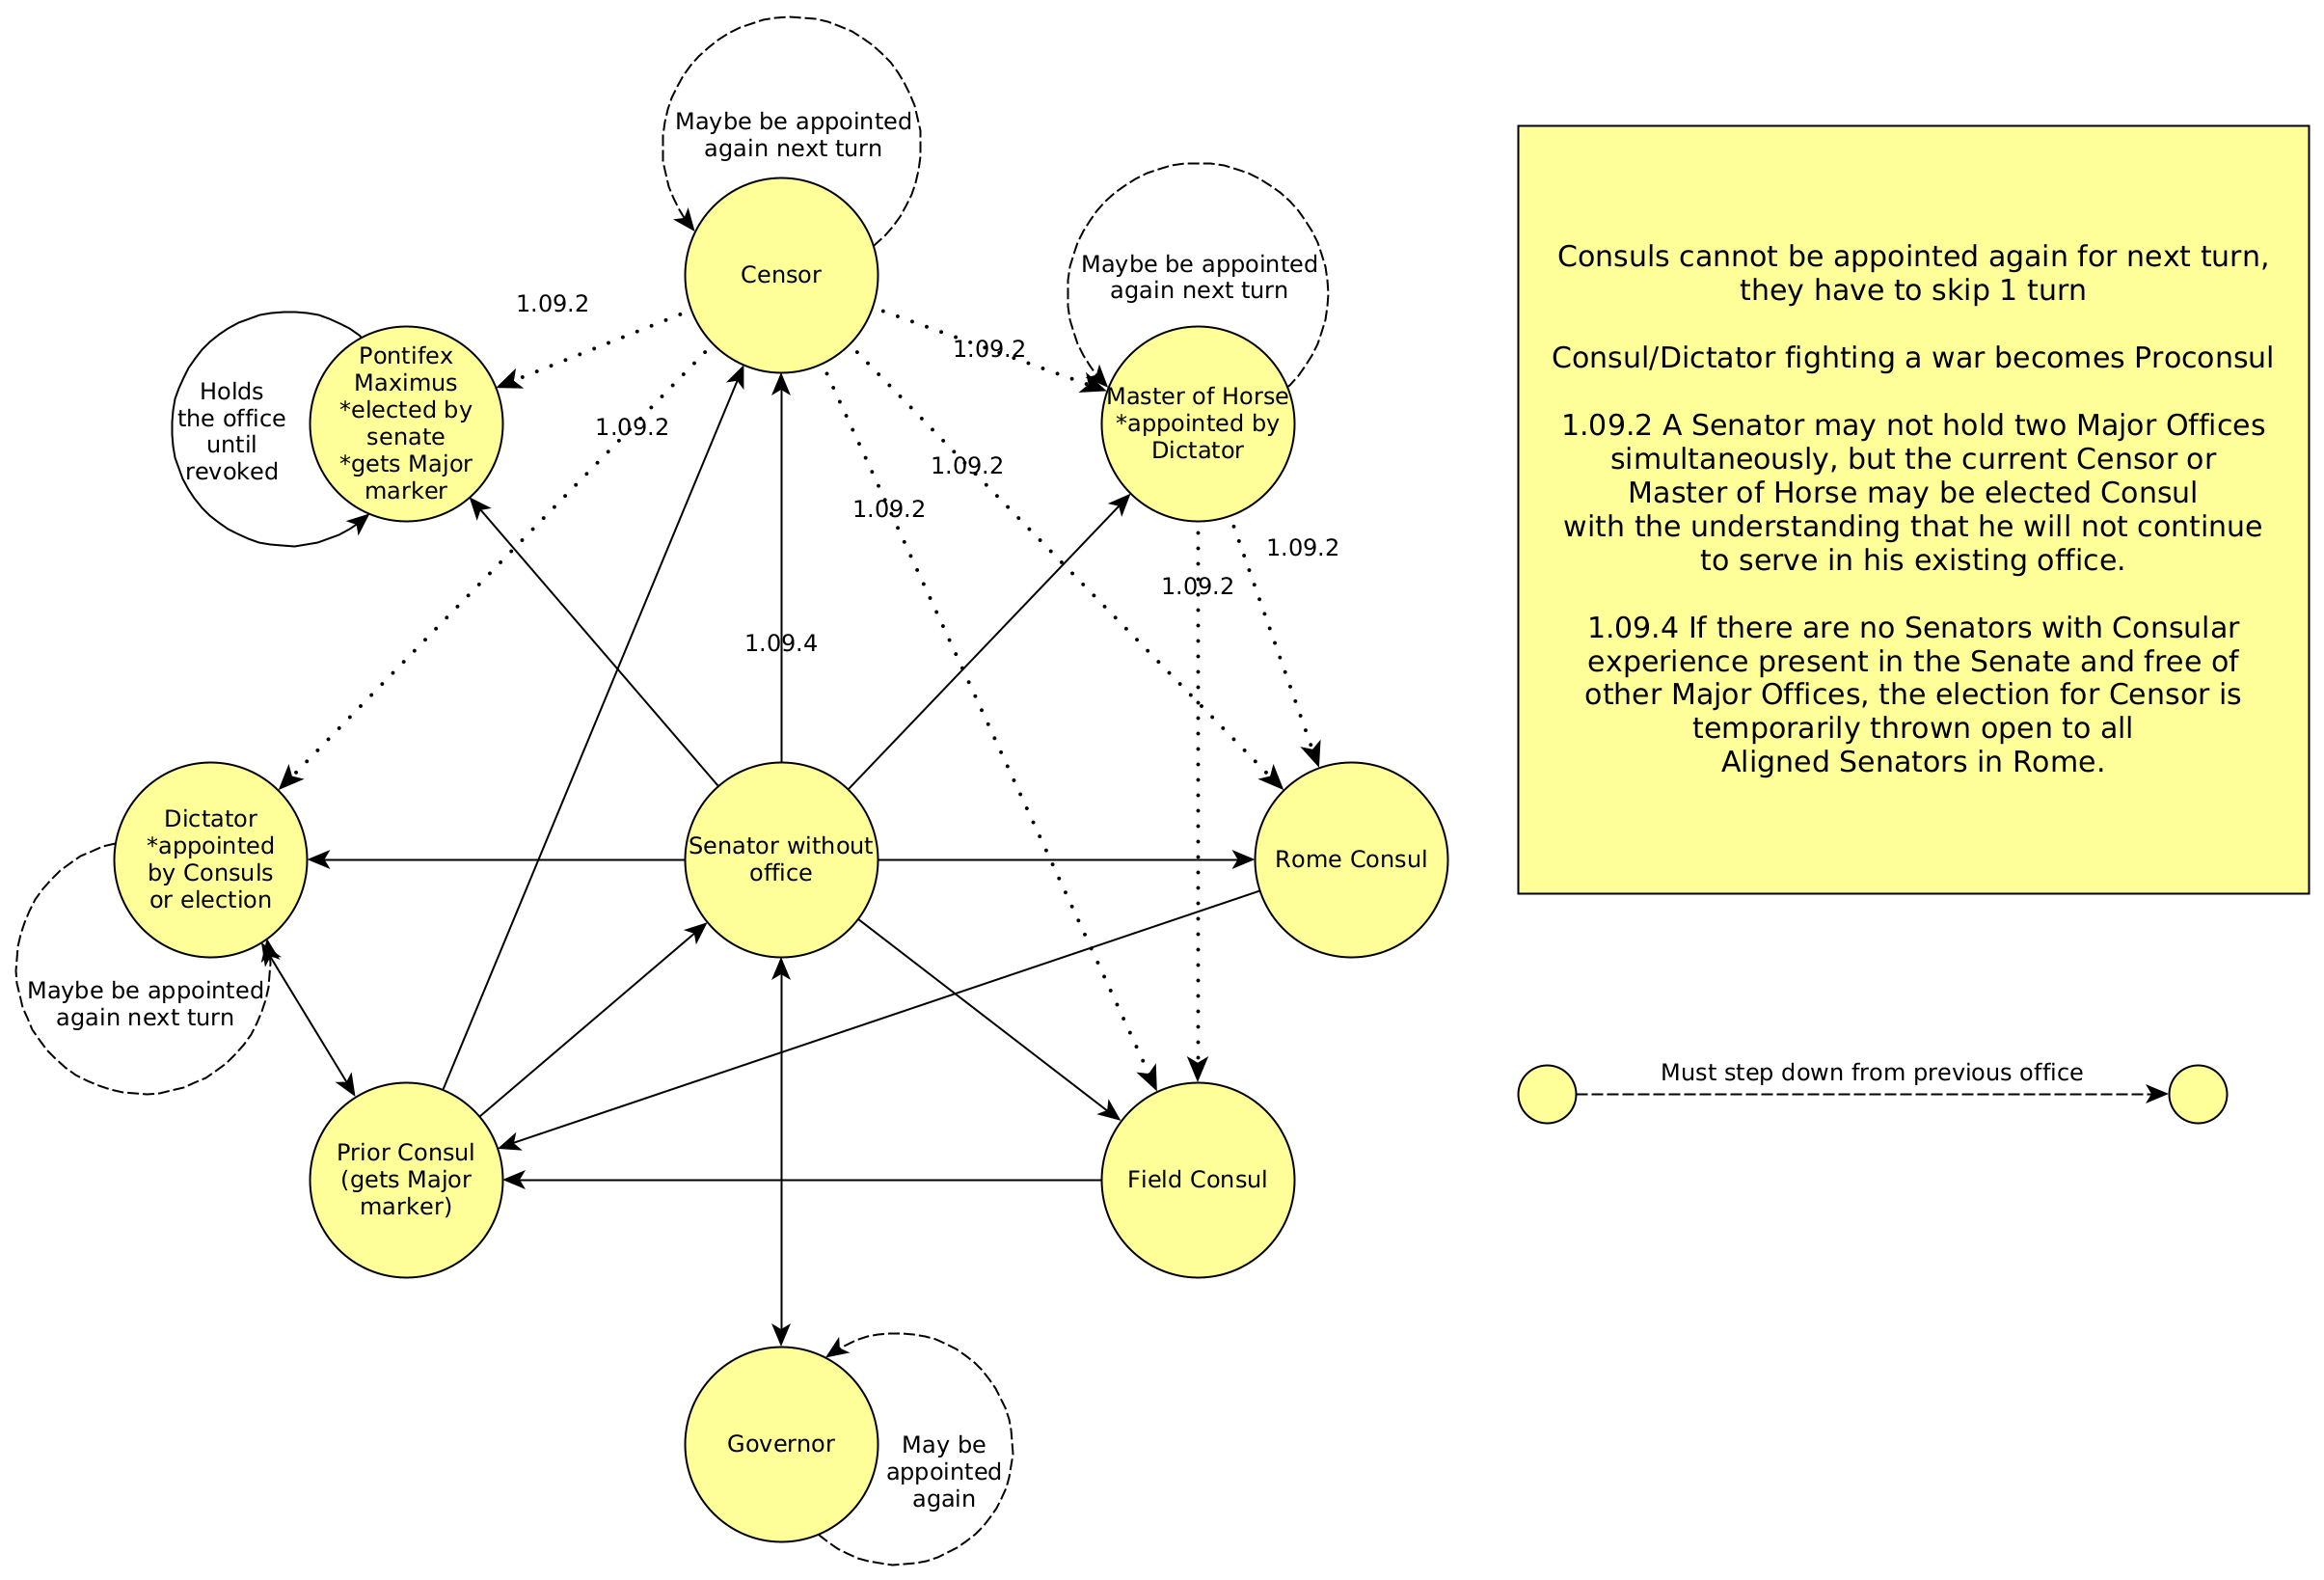 Maybe be appointed
again next turn
Censor
Maybe be appointed
again next turn
1.09.2
1.09.2
Pontifex
Maximus
*elected by
senate
*gets Major
marker
Holds
the office
until
revoked
Master of Horse
*appointed by
Dictator
1.09.2
1.09.2
1.09.2
1.09.2
1.09.2
1.09.4
Dictator
*appointed
by Consuls
or election
Senator without
office
Rome Consul
Maybe be appointed
again next turn
Prior Consul
(gets Major
marker)
Field Consul
Governor
May be
appointed
again
Consuls cannot be appointed again for next turn,
they have to skip 1 turn
Consul/Dictator fighting a war becomes Proconsul
1.09.2 A Senator may not hold two Major Offices
simultaneously, but the current Censor or
Master of Horse may be elected Consul
with the understanding that he will not continue
to serve in his existing office.
1.09.4 If there are no Senators with Consular
experience present in the Senate and free of
other Major Offices, the election for Censor is
temporarily thrown open to all
Aligned Senators in Rome.
Must step down from previous office